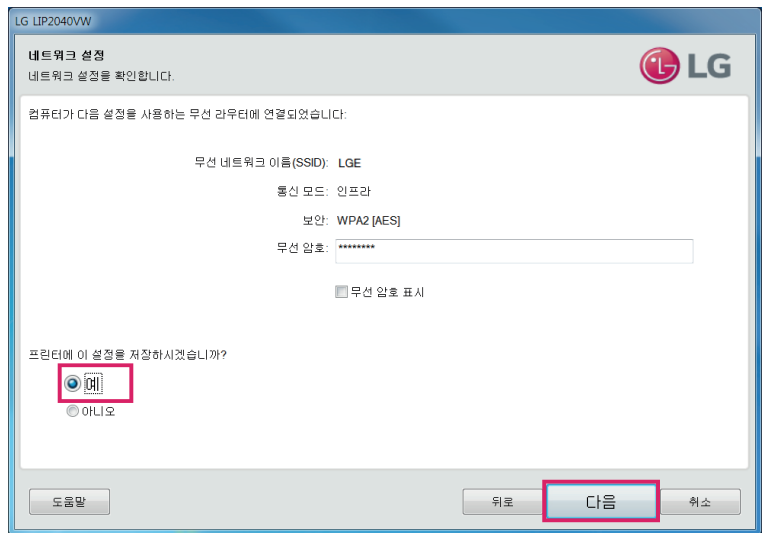 LG LIP2040VW
네트워크 설정
네트워크 설정을 확인합니다.
LG
컴퓨터가 다음 설정을 사용하는 무선 라우터에 연결되었습니다:
무선 네트워크 이름(SSID): LGE
통신 모드: 인프라
보안: WPA2 [AES]
무선 암호: ********
무선 암호 표시
프린터에 이 설정을 저장하시겠습니까?
예
아니오
도움말 뒤로 다음 취소